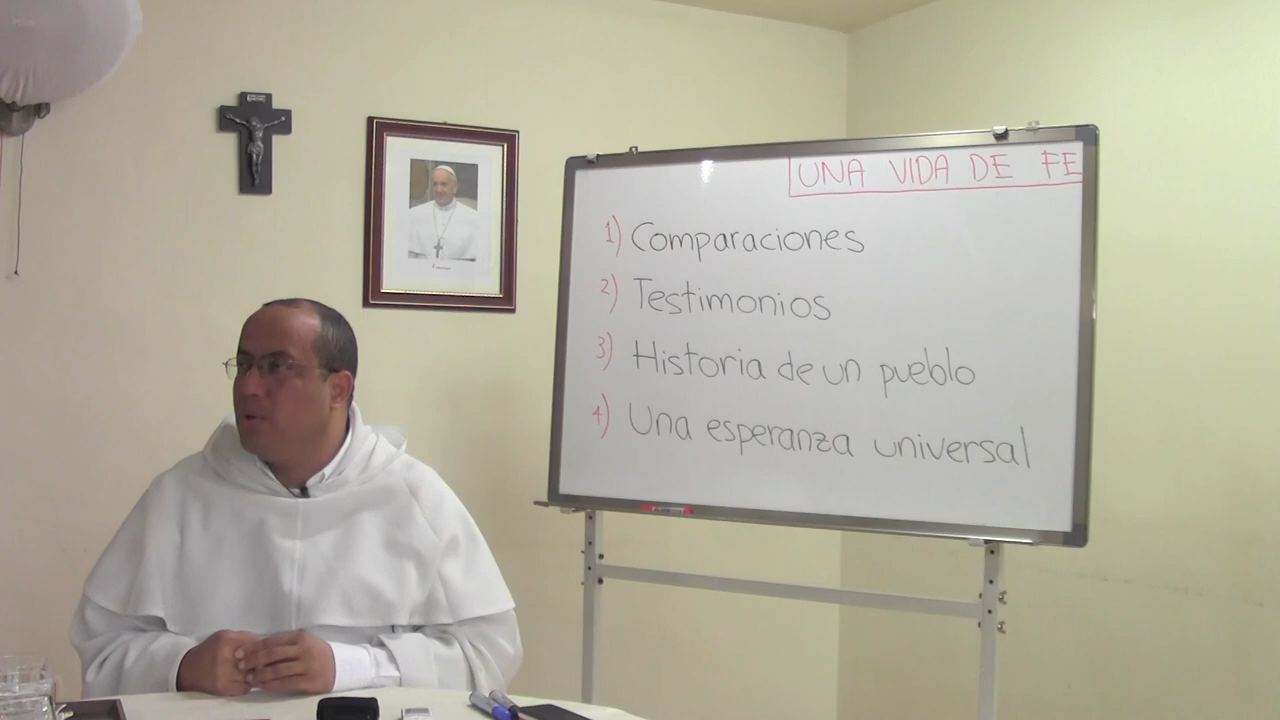 UNA VIDA DE FE
1) Comparaciones
2) Testimonios
3) Historia de un pueblo
4) Una esperanza universal